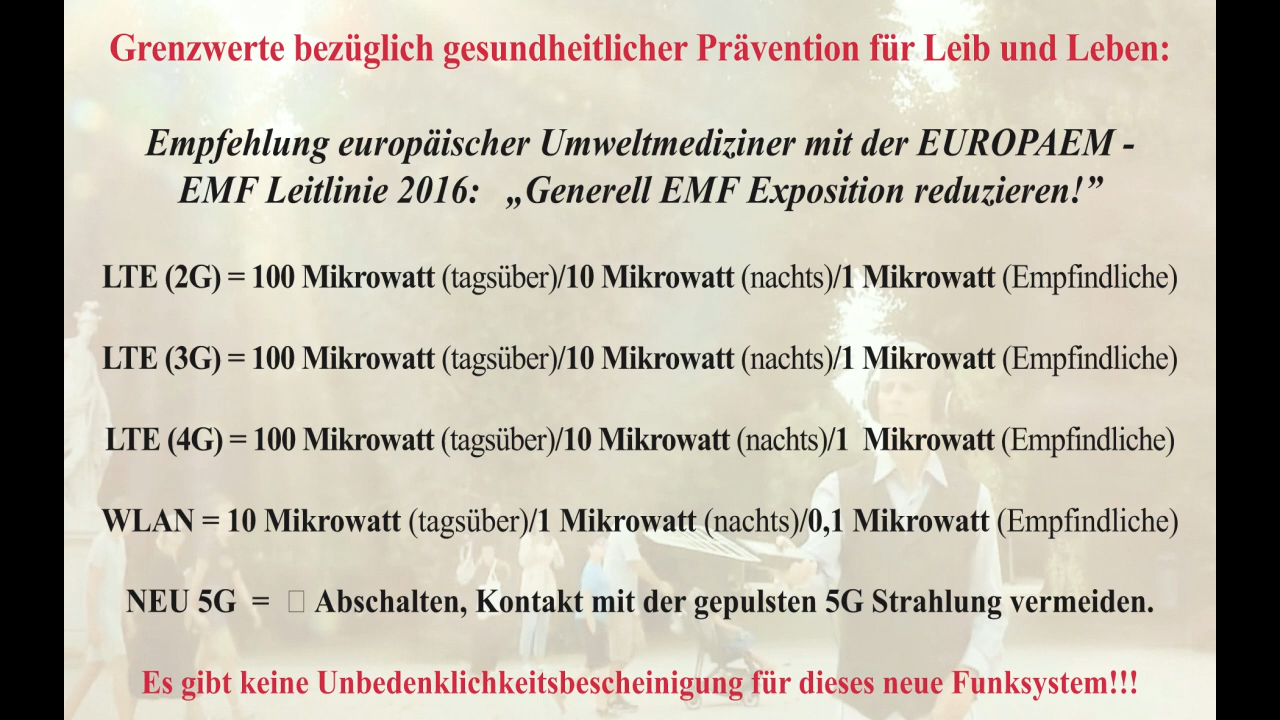 Grenzwerte bezüglich gesundheitlicher Prävention für Leib und Leben:
Empfehlung europäischer Umweltmediziner mit der EUROPAEM -
EMF Leitlinie 2016: „Generell EMF Exposition reduzieren!”
LTE (2G) = 100 Mikrowatt (tagsüber)/10 Mikrowatt (nachts)/1 Mikrowatt (Empfindliche)
LTE (3G) = 100 Mikrowatt (tagsüber)/10 Mikrowatt (nachts)/1 Mikrowatt (Empfindliche)
LTE (4G) = 100 Mikrowatt (tagsüber)/10 Mikrowatt (nachts)/1 Mikrowatt (Empfindliche)
WLAN = 10 Mikrowatt (tagsüber)/1 Mikrowatt (nachts)/0,1 Mikrowatt (Empfindliche)
NEU 5G = □ Abschalten, Kontakt mit der gepulsten 5G Strahlung vermeiden.
Es gibt keine Unbedenklichkeitsbescheinigung für dieses neue Funksystem!!!